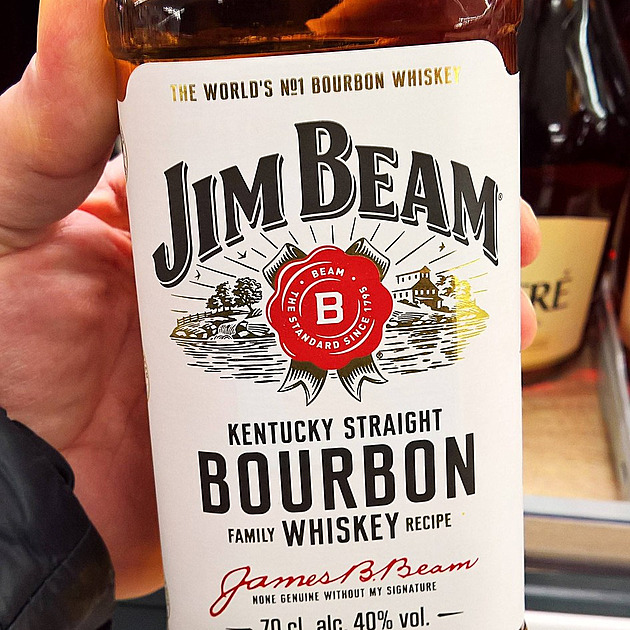 THE WORLD'S №1 BOURBON WHISKEY
JIM BEAM
BEAM
THE STANDARD SINCE 1795
B
KENTUCKY STRAIGHT
BOURBON
FAMILY WHISKEY RECIPE
James B. Beam
NONE GENUINE WITHOUT MY SIGNATURE
70 cl. alc. 40% vol.